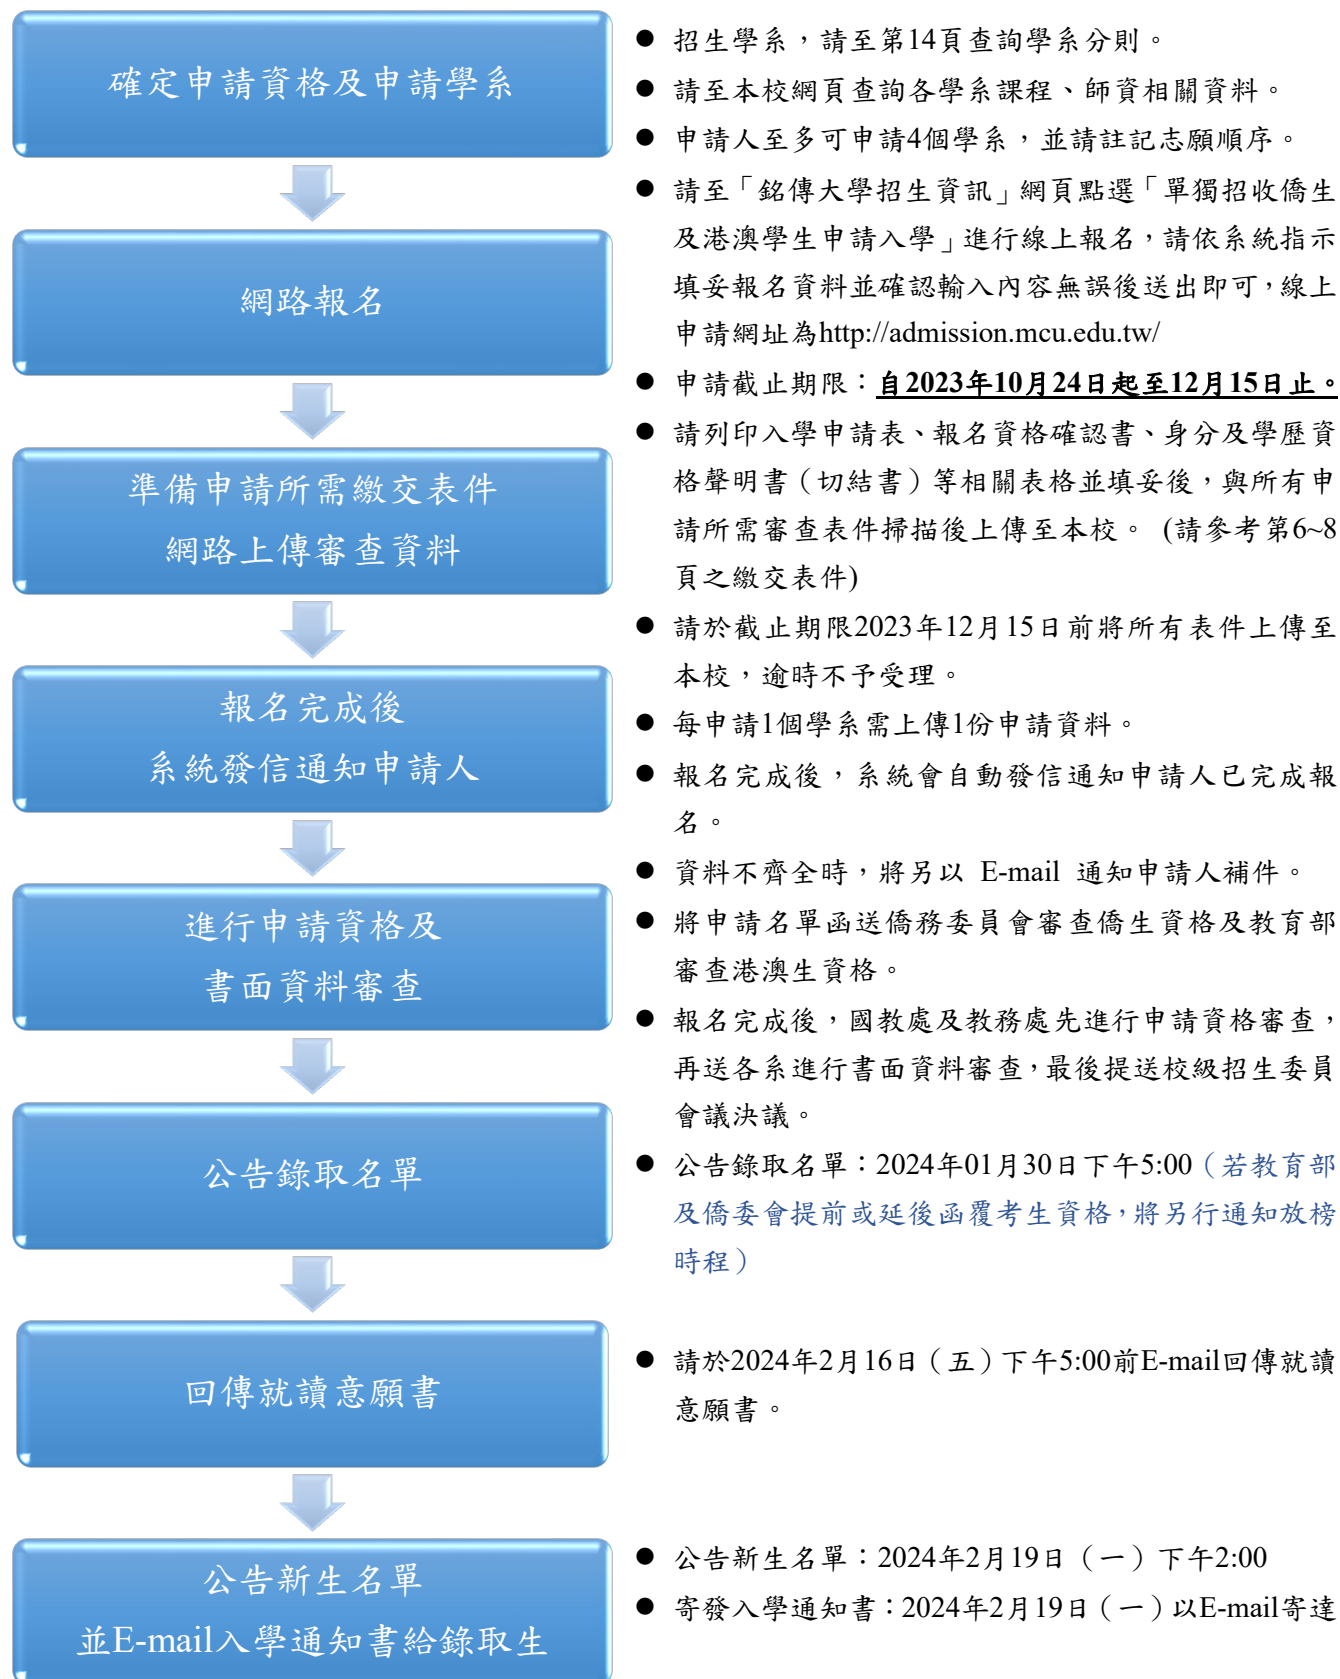 確定申請資格及申請學系
網路報名
準備申請所需繳交表件
網路上傳審查資料
報名完成後
系統發信通知申請人
進行申請資格及
書面資料審查
公告錄取名單
回傳就讀意願書
公告新生名單
並E-mail入學通知書給錄取生
● 招生學系，請至第14頁查詢學系分則。
● 請至本校網頁查詢各學系課程、師資相關資料。
● 申請人至多可申請4個學系，並請註記志願順序。
● 請至「銘傳大學招生資訊」網頁點選「單獨招收僑生
及港澳學生申請入學」進行線上報名，請依系統指示
填妥報名資料並確認輸入內容無誤後送出即可，線上
申請網址為http://admission.mcu.edu.tw/
● 申請截止期限：自2023年10月24日起至12月15日止。
● 請列印入學申請表、報名資格確認書、身分及學歷資
格聲明書（切結書）等相關表格並填妥後，與所有申
請所需審查表件掃描後上傳至本校。 (請參考第6~8
頁之繳交表件)
● 請於截止期限2023年12月15日前將所有表件上傳至
本校，逾時不予受理。
● 每申請1個學系需上傳1份申請資料。
● 報名完成後，系統會自動發信通知申請人已完成報
名。
● 資料不齊全時，將另以 E-mail 通知申請人補件。
● 將申請名單函送僑務委員會審查僑生資格及教育部
審查港澳生資格。
● 報名完成後，國教處及教務處先進行申請資格審查，
再送各系進行書面資料審查，最後提送校級招生委員
會議決議。
● 公告錄取名單：2024年01月30日下午5:00（若教育部
及僑委會提前或延後函覆考生資格，將另行通知放榜
時程）
● 請於2024年2月16日（五）下午5:00前E-mail回傳就讀
意願書。
● 公告新生名單：2024年2月19日（一）下午2:00
● 寄發入學通知書：2024年2月19日（一）以E-mail寄達